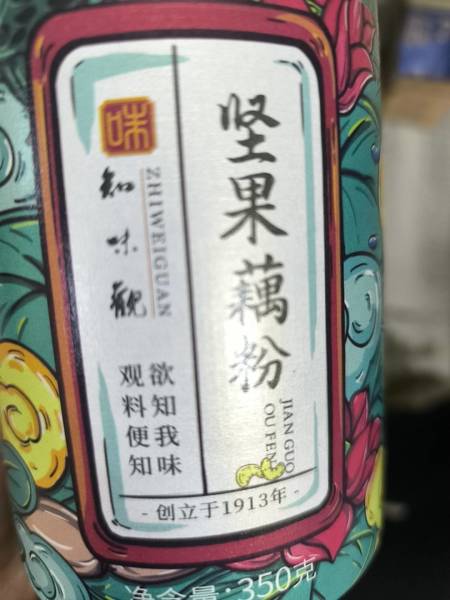 坚果藕粉
JIAN GUO
OU FEN
味
知味觀
ZHIWEIGUAN
欲知我味
观料便知
- 创立于1913年 -
净含量:350克